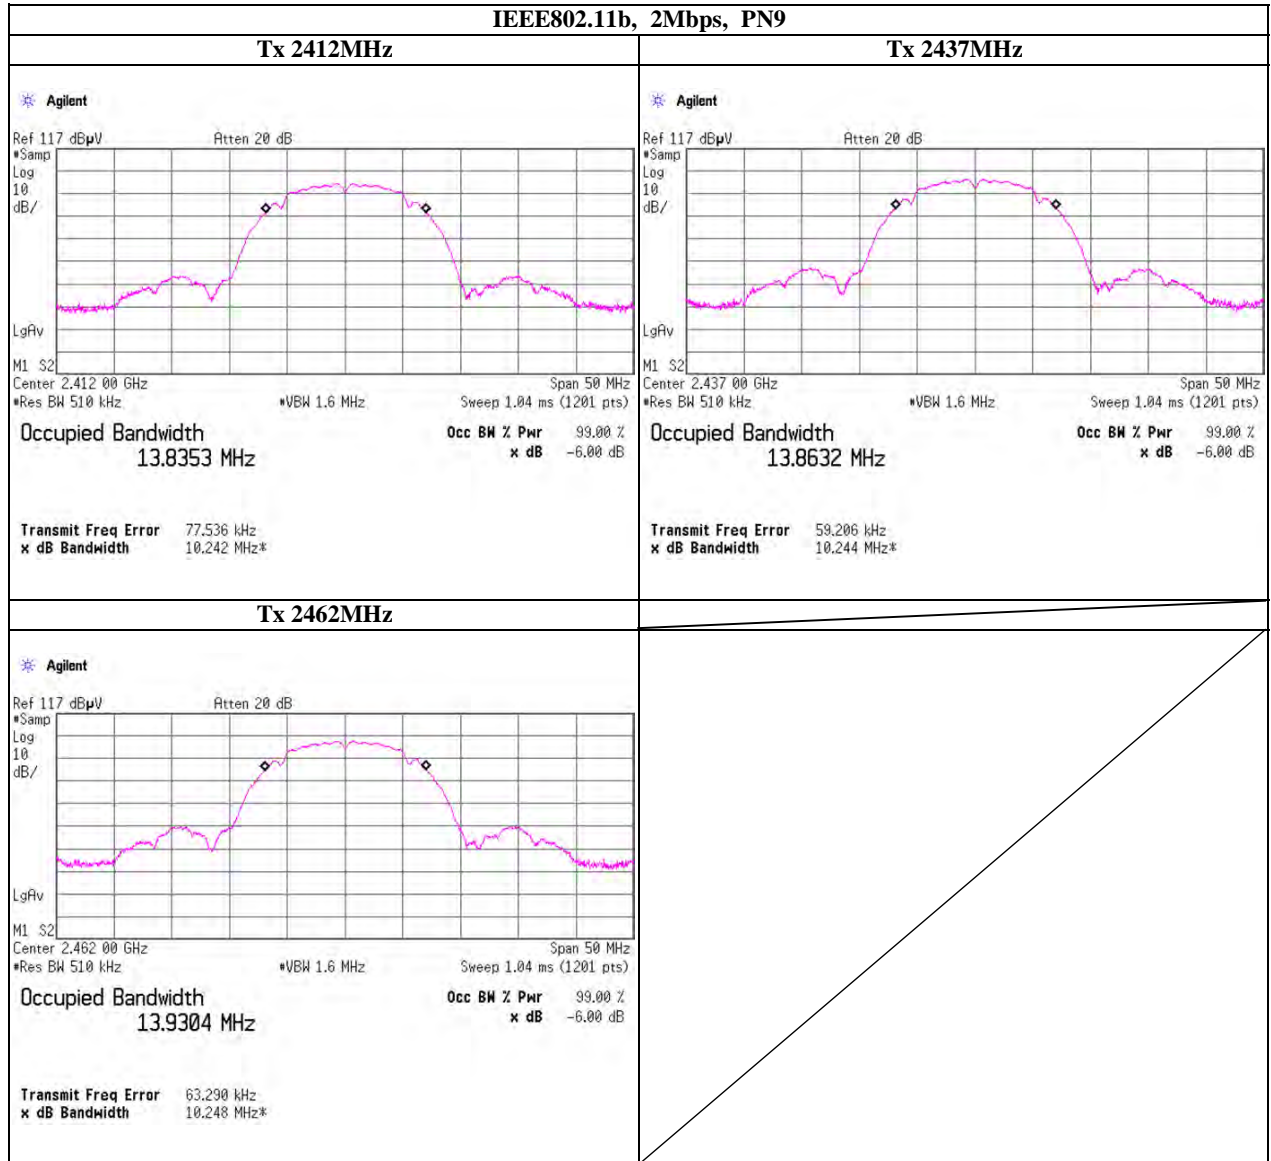 IEEE802.11b, 2Mbps, PN9
Tx 2412MHz
Tx 2437MHz
Agilent
Ref 117 dBµV Atten 20 dB
#Samp
Log
10
dB/
LgAv
M1 S2
Center 2.412 00 GHz Span 50 MHz
#Res BW 510 kHz #VBW 1.6 MHz Sweep 1.04 ms (1201 pts)
Occupied Bandwidth Occ BW % Pwr 99.00 %
13.8353 MHz x dB -6.00 dB
Transmit Freq Error 77.536 kHz
x dB Bandwidth 10.242 MHz*
Agilent
Ref 117 dBµV Atten 20 dB
#Samp
Log
10
dB/
LgAv
M1 S2
Center 2.437 00 GHz Span 50 MHz
#Res BW 510 kHz #VBW 1.6 MHz Sweep 1.04 ms (1201 pts)
Occupied Bandwidth Occ BW % Pwr 99.00 %
13.8632 MHz x dB -6.00 dB
Transmit Freq Error 59.206 kHz
x dB Bandwidth 10.244 MHz*
Tx 2462MHz
Agilent
Ref 117 dBµV Atten 20 dB
#Samp
Log
10
dB/
LgAv
M1 S2
Center 2.462 00 GHz Span 50 MHz
#Res BW 510 kHz #VBW 1.6 MHz Sweep 1.04 ms (1201 pts)
Occupied Bandwidth Occ BW % Pwr 99.00 %
13.9304 MHz x dB -6.00 dB
Transmit Freq Error 63.290 kHz
x dB Bandwidth 10.248 MHz*